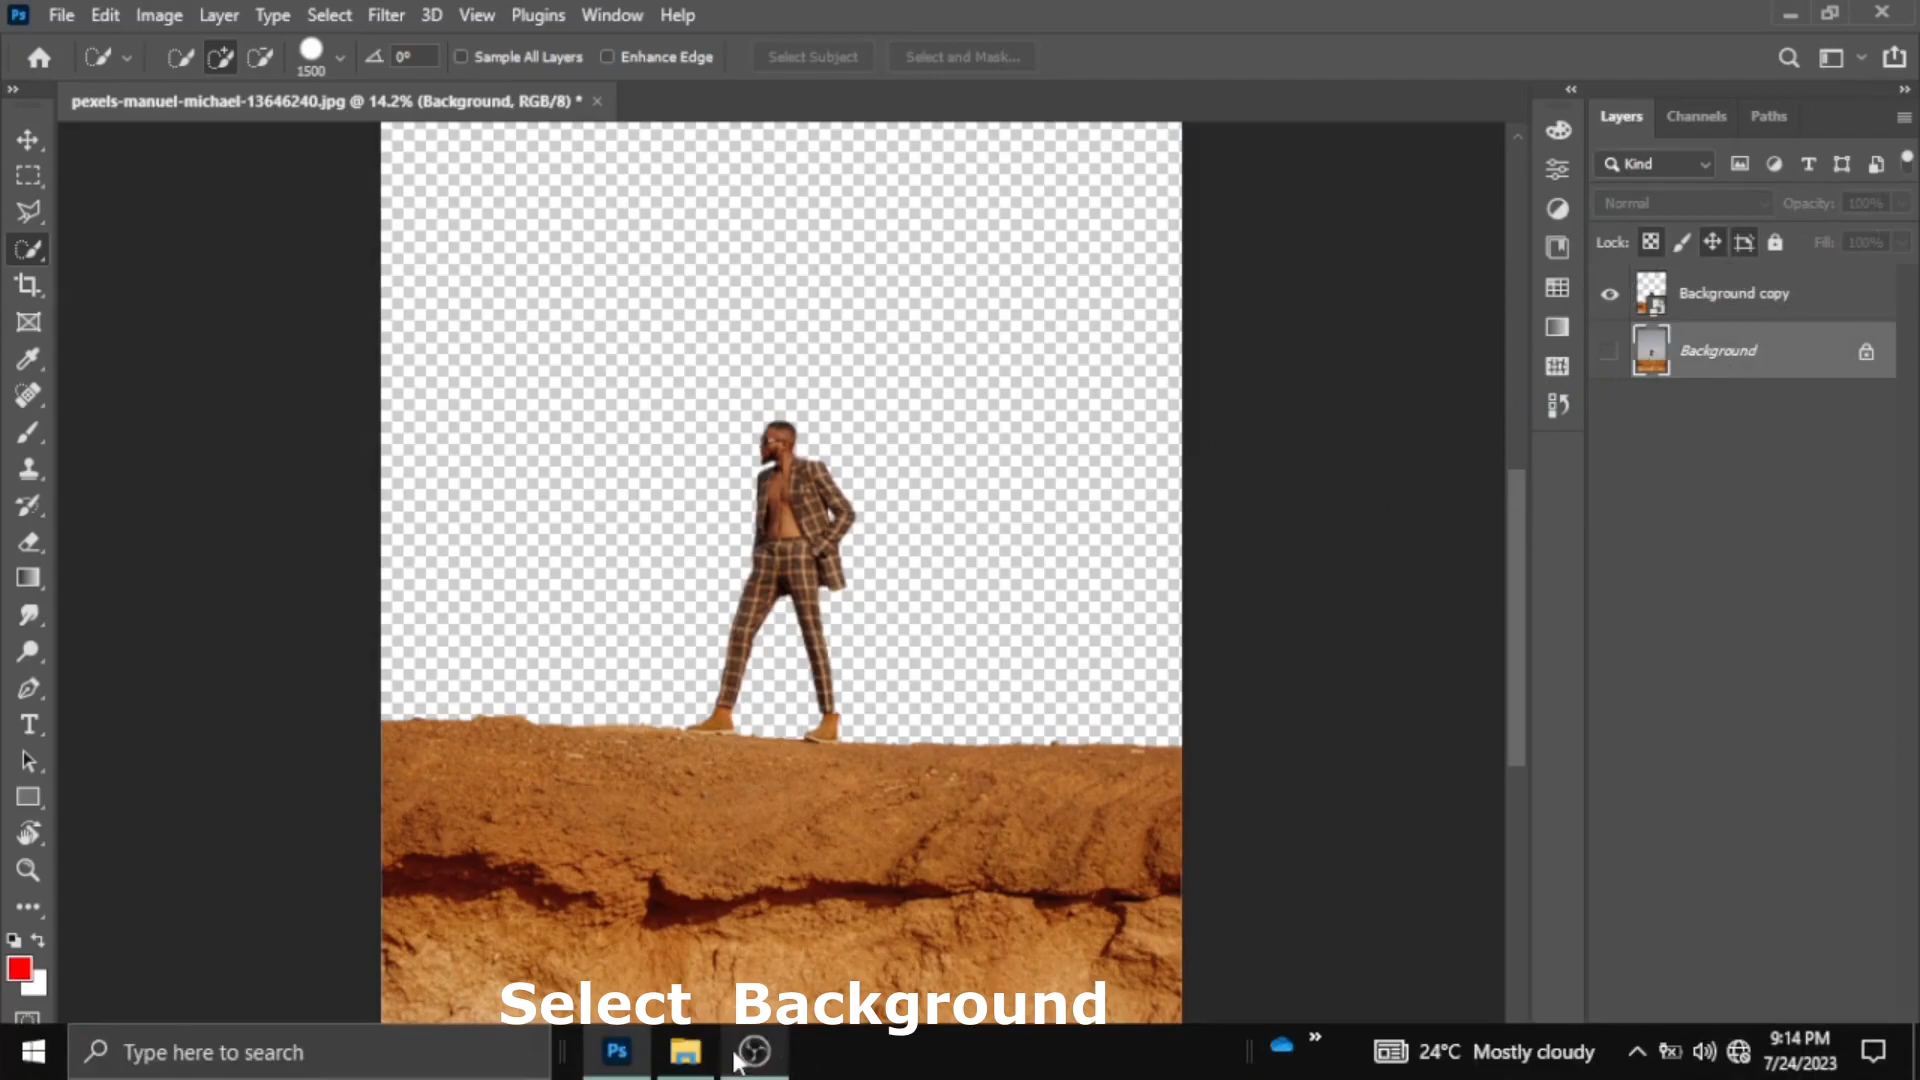 Ps File Edit Image Layer Type Select Filter 3D View Plugins Window Help
1500 0° Sample All Layers Enhance Edge Select Subject Select and Mask...
pexels-manuel-michael-13646240.jpg @ 14.2% (Background, RGB/8) * ×
Layers Channels Paths
Kind
Normal Opacity: 100%
Lock: Fill: 100%
Background copy
Background
Select Background
Type here to search
Ps
24°C Mostly cloudy
9:14 PM
7/24/2023